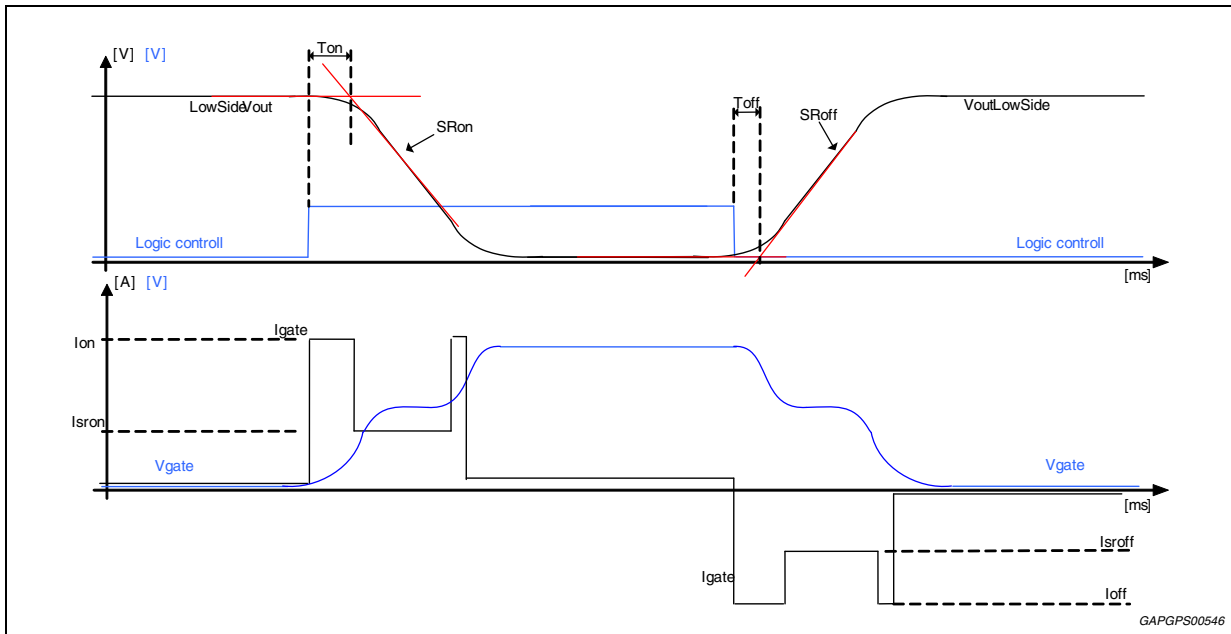 Ton
[V] [V]
LowSideVout
SRon
Toff
SRoff
VoutLowSide
Logic controll
Logic controll
[ms]
[A] [V]
Igate
Ion
Isron
Vgate
Vgate
[ms]
Isroff
Igate
Ioff
GAPGPS00546